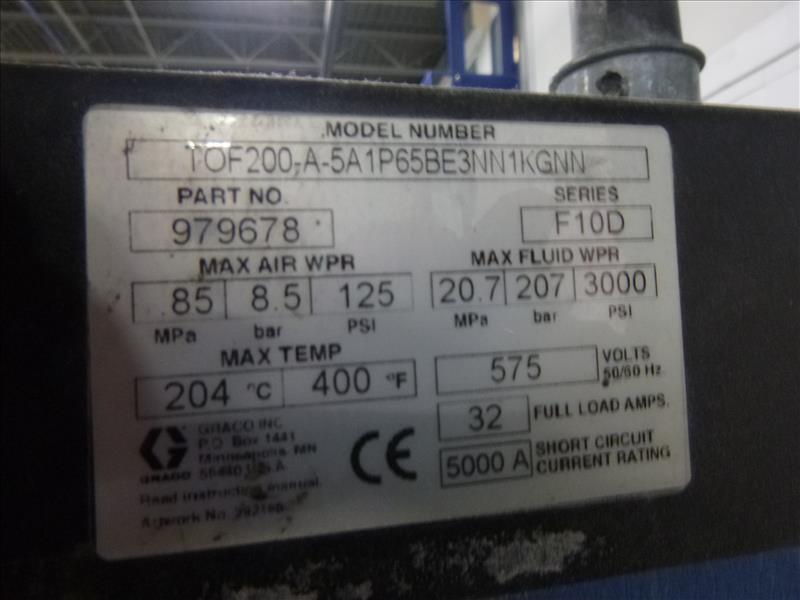 MODEL NUMBER
TOF200-A-5A1P65BE3NN1KGNN
PART NO. SERIES
979678 F10D
MAX AIR WPR MAX FLUID WPR
.85 8.5 125 20.7 207 3000
MPa bar PSI MPa bar PSI
MAX TEMP
204 °C 400 °F 575 VOLTS 50/60 Hz
32 FULL LOAD AMPS.
5000 A SHORT CIRCUIT CURRENT RATING
GRACO
GRACO INC.
P.O. Box 1441
Minneapolis, MN
CE
Read instruction manual
Artwork No.